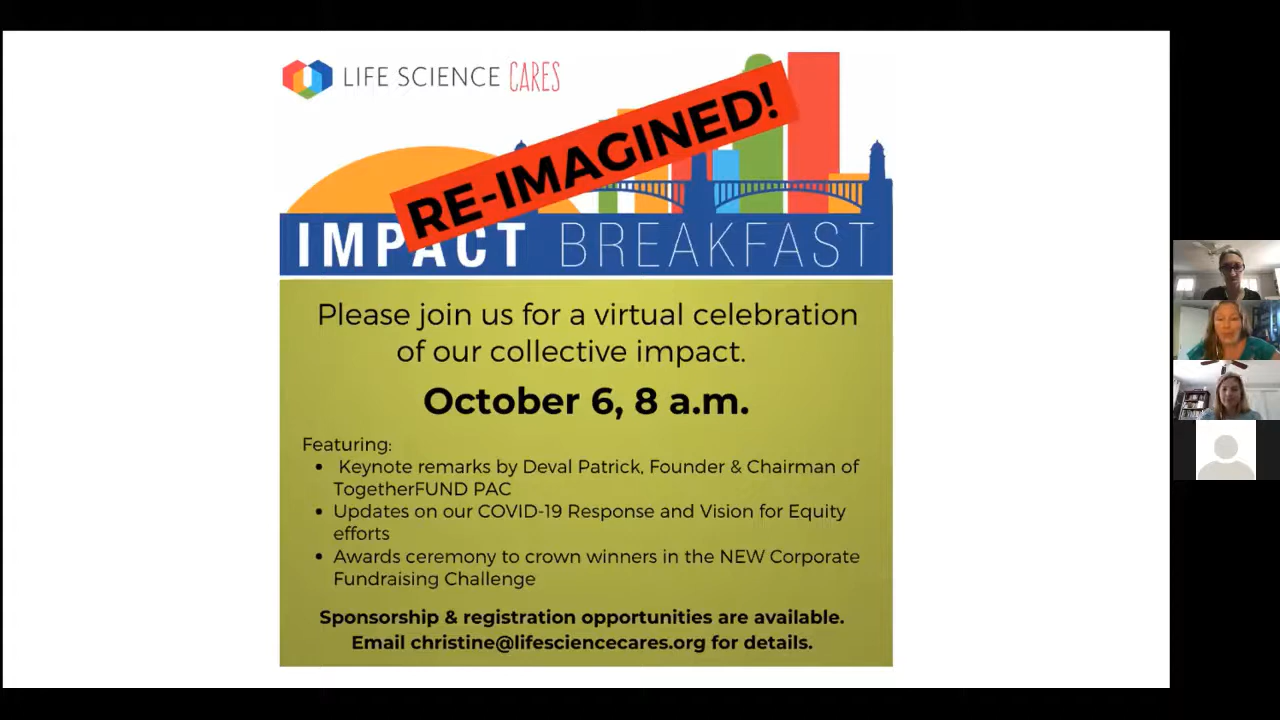 LIFE SCIENCE CARES
RE-IMAGINED!
IMPACT BREAKFAST
Please join us for a virtual celebration
of our collective impact.
October 6, 8 a.m.
Featuring:
• Keynote remarks by Deval Patrick, Founder & Chairman of
TogetherFUND PAC
• Updates on our COVID-19 Response and Vision for Equity
efforts
• Awards ceremony to crown winners in the NEW Corporate
Fundraising Challenge
Sponsorship & registration opportunities are available.
Email christine@lifesciencecares.org for details.